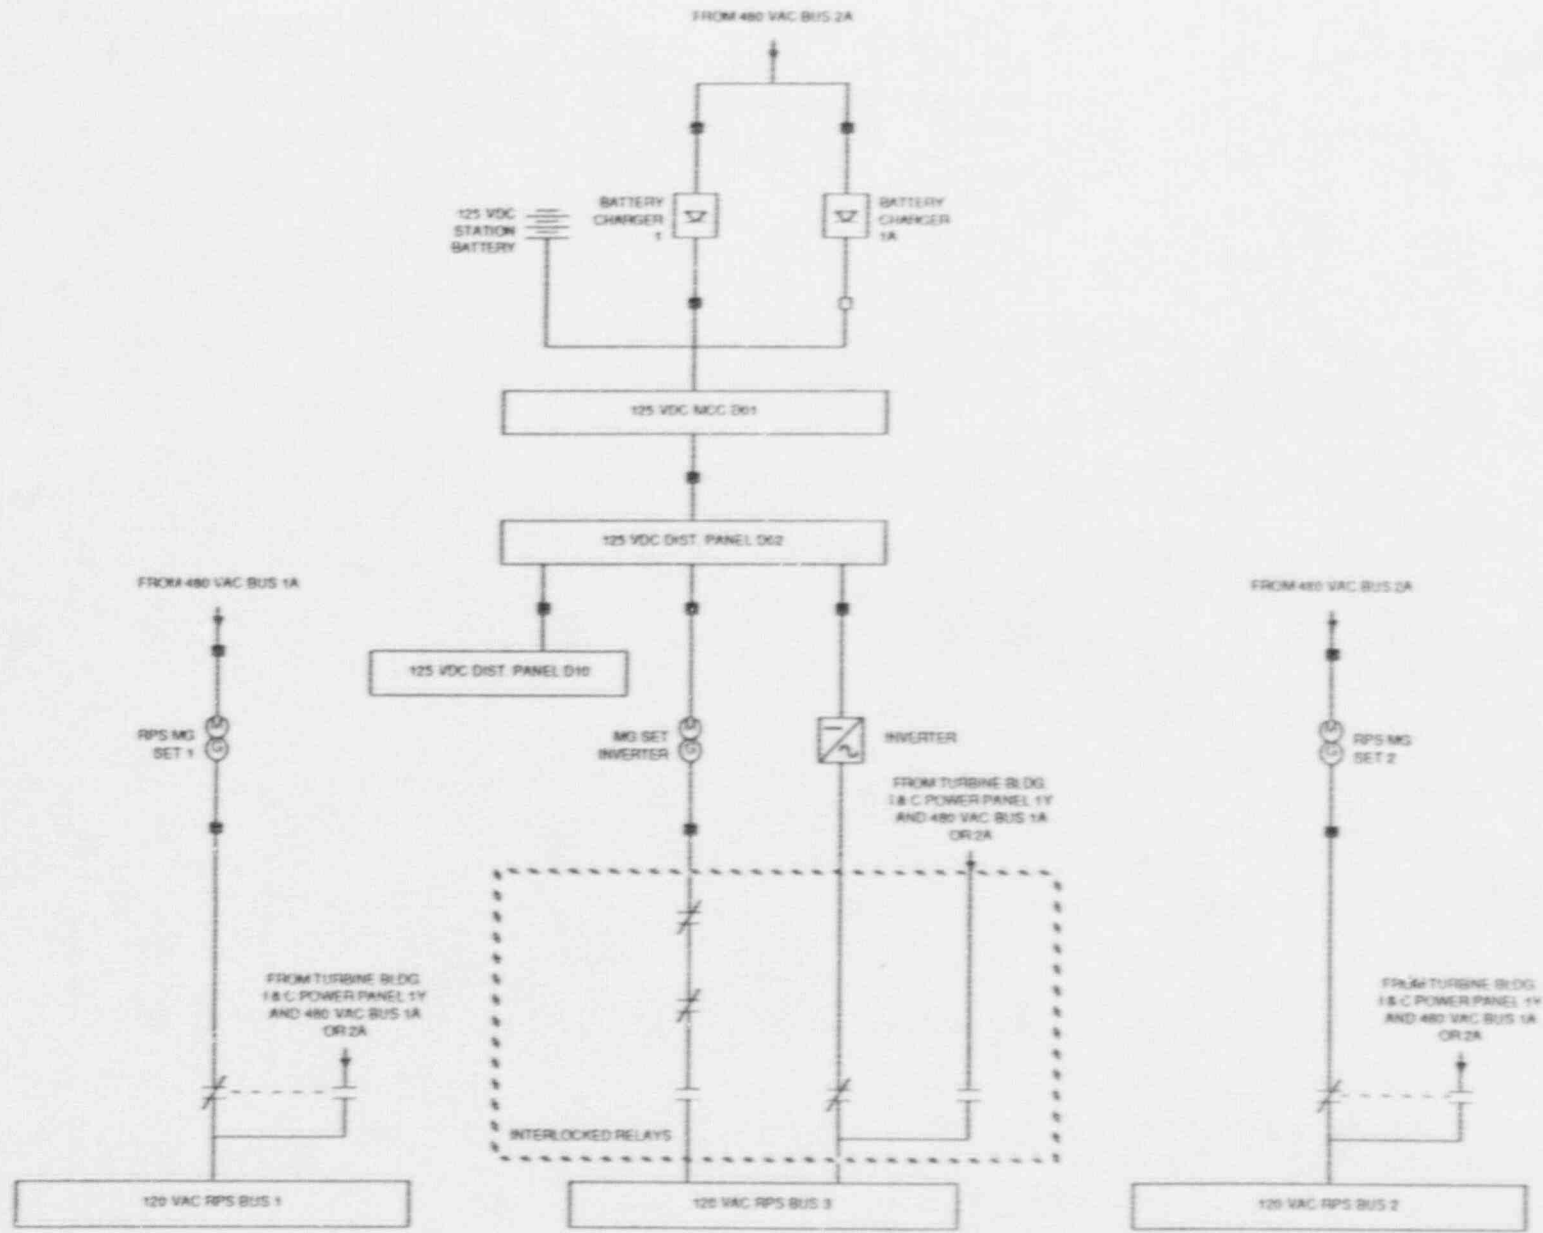 FROM 480 VAC BUS 2A
125 VDC
STATION
BATTERY
BATTERY
CHARGER
1
BATTERY
CHARGER
1A
125 VDC MCC D01
125 VDC DIST. PANEL D02
FROM 480 VAC BUS 1A
FROM 480 VAC BUS 2A
125 VDC DIST. PANEL D10
RPS MG
SET 1
M
G
MG SET
INVERTER
M
G
INVERTER
M
G
RPS MG
SET 2
FROM TURBINE BLDG.
I & C POWER PANEL 1Y
AND 480 VAC BUS 1A
OR 2A
FROM TURBINE BLDG.
I & C POWER PANEL 1Y
AND 480 VAC BUS 1A
OR 2A
FROM TURBINE BLDG.
I & C POWER PANEL 1Y
AND 480 VAC BUS 1A
OR 2A
INTERLOCKED RELAYS
120 VAC RPS BUS 1
120 VAC RPS BUS 3
120 VAC RPS BUS 2